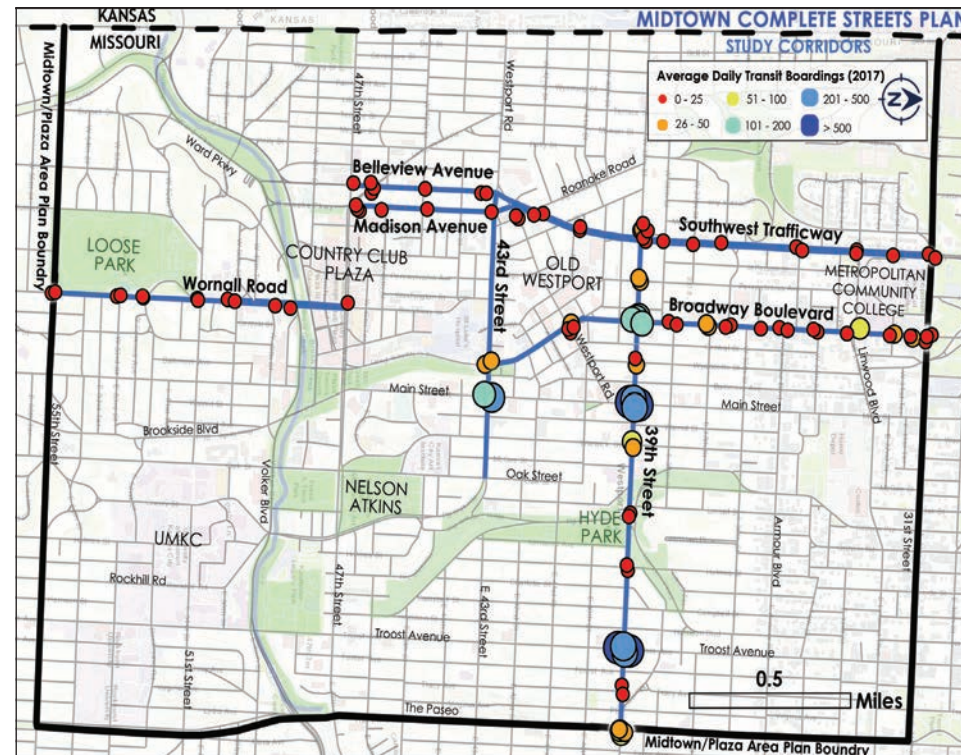 KANSAS
MISSOURI
KANSAS
MIDTOWN COMPLETE STREETS PLAN
STUDY CORRIDORS
Average Daily Transit Boardings (2017)
0 - 25
51 - 100
201 - 500
26 - 50
101 - 200
> 500
N
Midtown/Plaza Area Plan Boundry
47th Street
Westport Rd
Ward Pkwy
Belleview Avenue
Roanoke Road
Madison Avenue
Southwest Trafficway
LOOSE
PARK
COUNTRY CLUB
PLAZA
43rd Street
OLD
WESTPORT
METROPOLITAN
COMMUNITY
COLLEGE
Wornall Road
Broadway Boulevard
Westport Rd
Linwood Blvd
Main Street
Main Street
55th Street
Brookside Blvd
Volker Blvd
39th Street
Oak Street
NELSON
ATKINS
HYDE
PARK
UMKC
Armour Blvd
31st Street
Rockhill Rd
47th Street
E 43rd Street
Troost Avenue
Troost Avenue
51st Street
0.5
Miles
The Paseo
Midtown/Plaza Area Plan Boundry